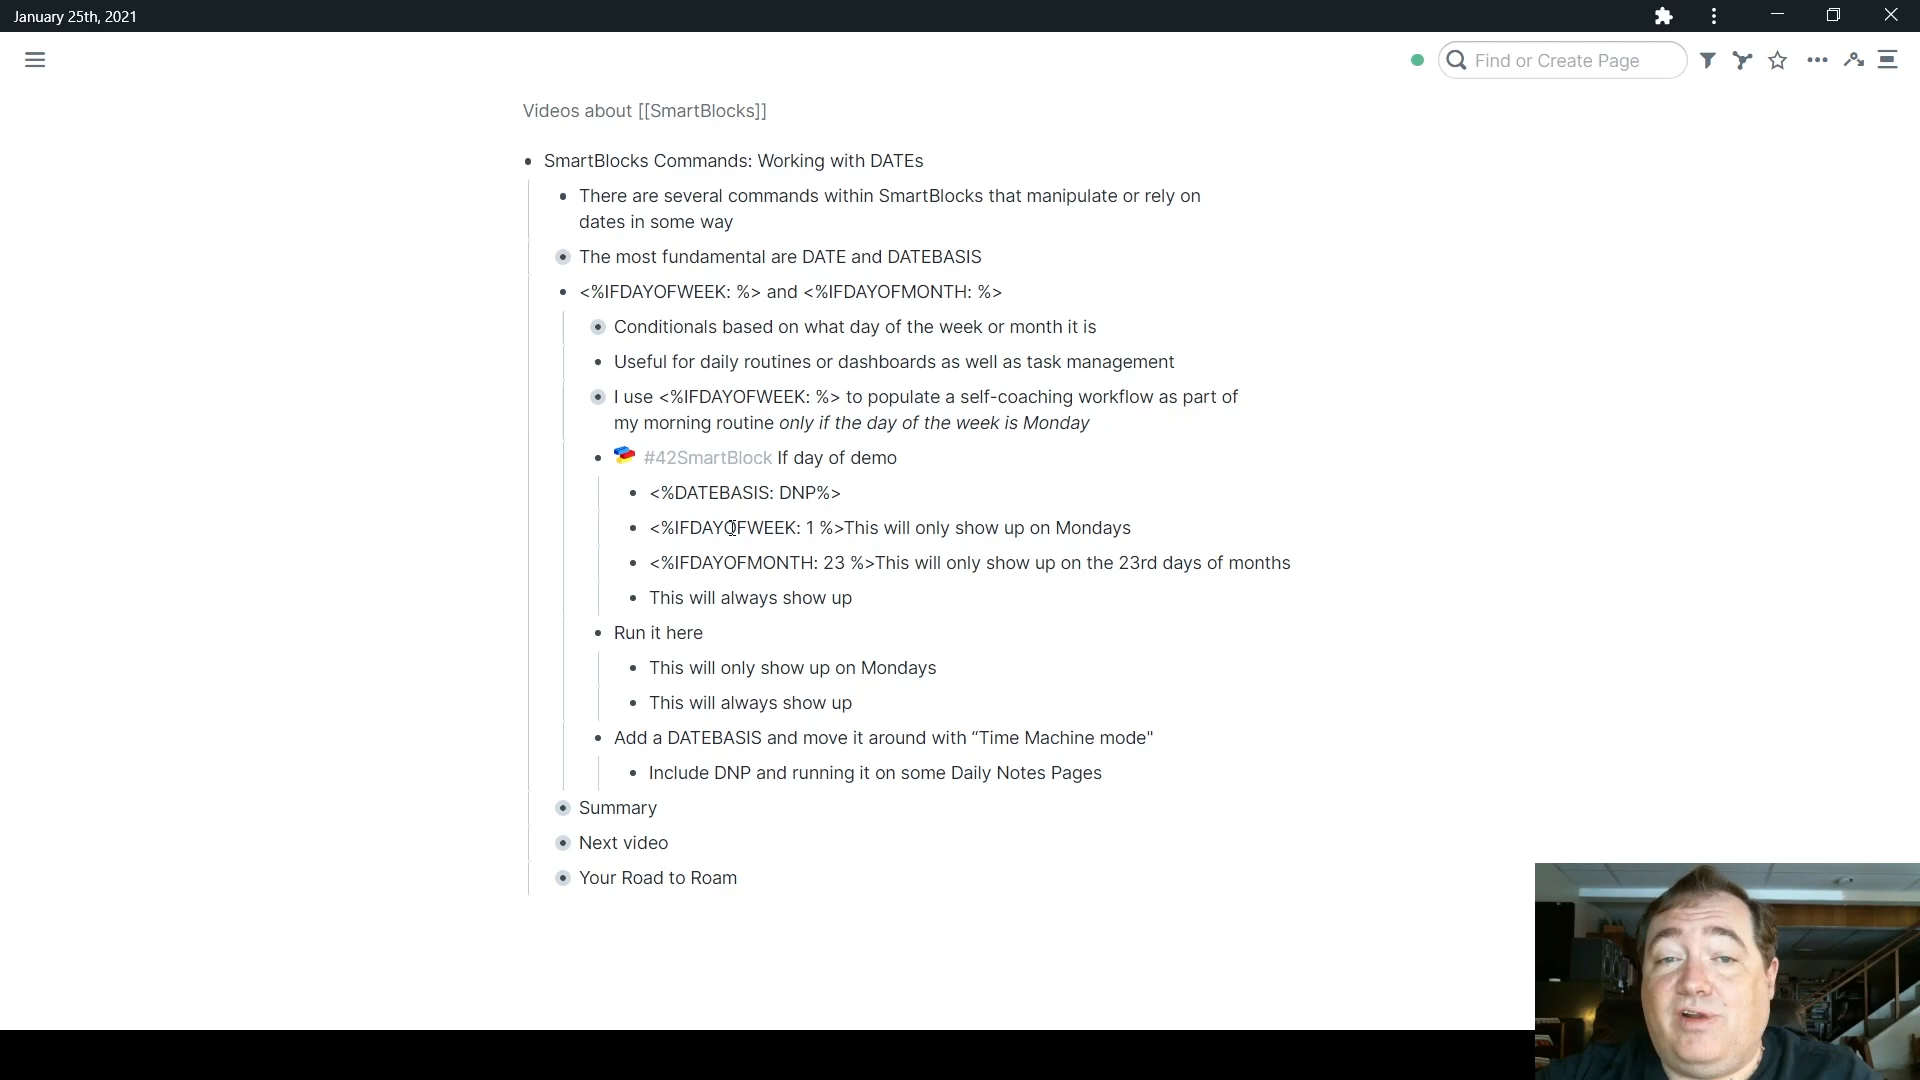 January 25th, 2021
Find or Create Page
Videos about [[SmartBlocks]]
SmartBlocks Commands: Working with DATEs
There are several commands within SmartBlocks that manipulate or rely on
dates in some way
The most fundamental are DATE and DATEBASIS
<%IFDAYOFWEEK: %> and <%IFDAYOFMONTH: %>
Conditionals based on what day of the week or month it is
Useful for daily routines or dashboards as well as task management
I use <%IFDAYOFWEEK: %> to populate a self-coaching workflow as part of
my morning routine only if the day of the week is Monday
#42SmartBlock If day of demo
<%DATEBASIS: DNP%>
<%IFDAYOFWEEK: 1 %>This will only show up on Mondays
<%IFDAYOFMONTH: 23 %>This will only show up on the 23rd days of months
This will always show up
Run it here
This will only show up on Mondays
This will always show up
Add a DATEBASIS and move it around with “Time Machine mode"
Include DNP and running it on some Daily Notes Pages
Summary
Next video
Your Road to Roam